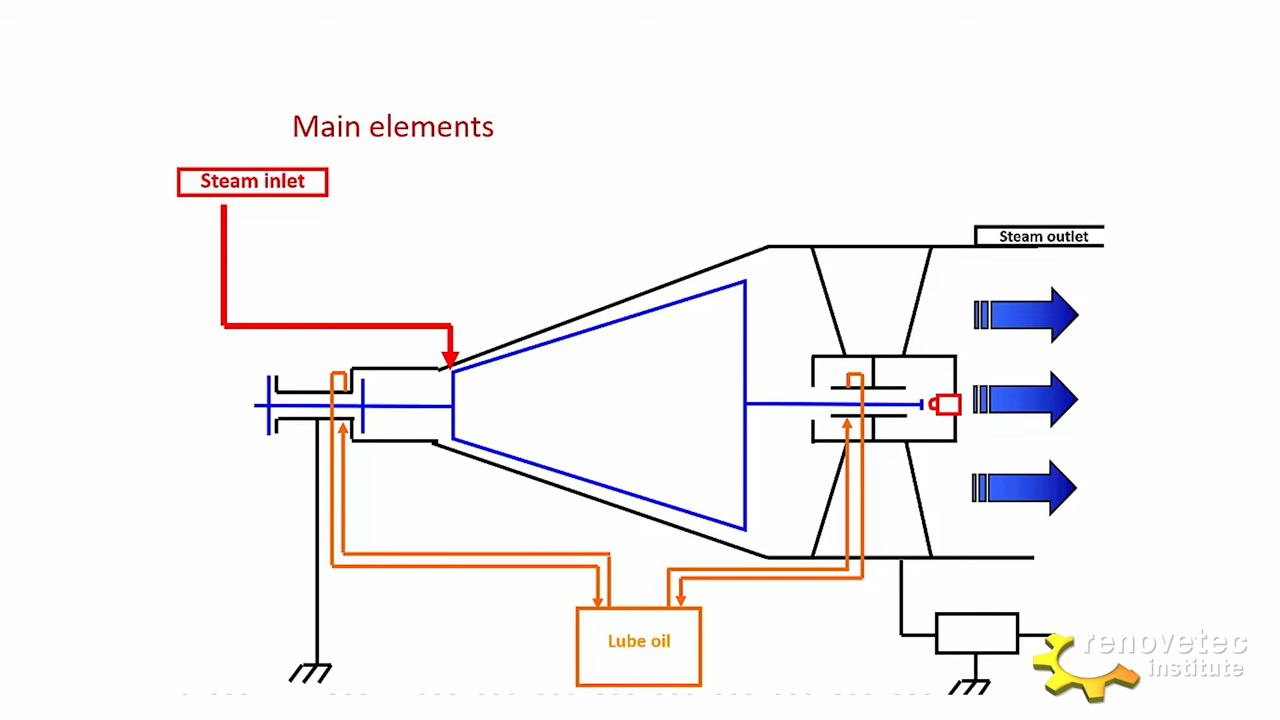 Main elements
Steam inlet
Steam outlet
Lube oil
renovetec
institute